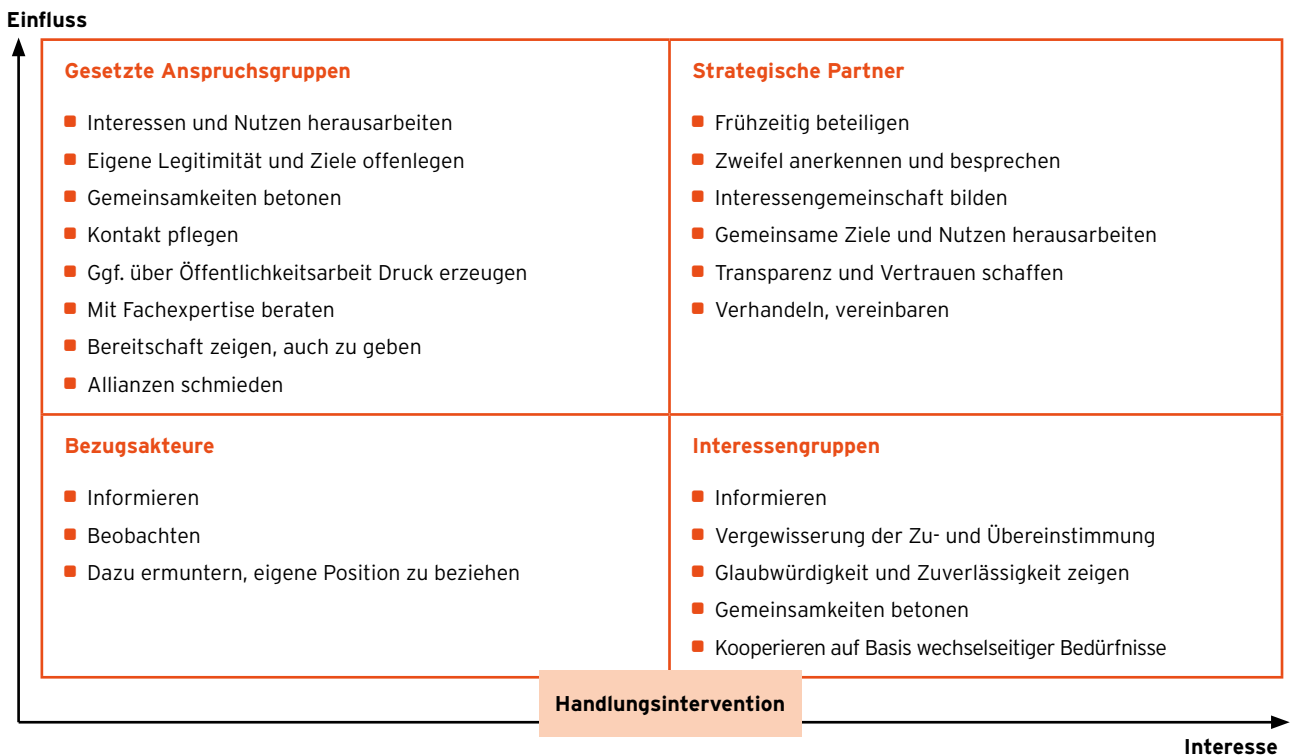 Einfluss
Gesetzte Anspruchsgruppen
Interessen und Nutzen herausarbeiten
Eigene Legitimität und Ziele offenlegen
Gemeinsamkeiten betonen
Kontakt pflegen
Ggf. über Öffentlichkeitsarbeit Druck erzeugen
Mit Fachexpertise beraten
Bereitschaft zeigen, auch zu geben
Allianzen schmieden
Strategische Partner
Frühzeitig beteiligen
Zweifel anerkennen und besprechen
Interessengemeinschaft bilden
Gemeinsame Ziele und Nutzen herausarbeiten
Transparenz und Vertrauen schaffen
Verhandeln, vereinbaren
Bezugsakteure
Informieren
Beobachten
Dazu ermuntern, eigene Position zu beziehen
Interessengruppen
Informieren
Vergewisserung der Zu- und Übereinstimmung
Glaubwürdigkeit und Zuverlässigkeit zeigen
Gemeinsamkeiten betonen
Kooperieren auf Basis wechselseitiger Bedürfnisse
Handlungsintervention
Interesse